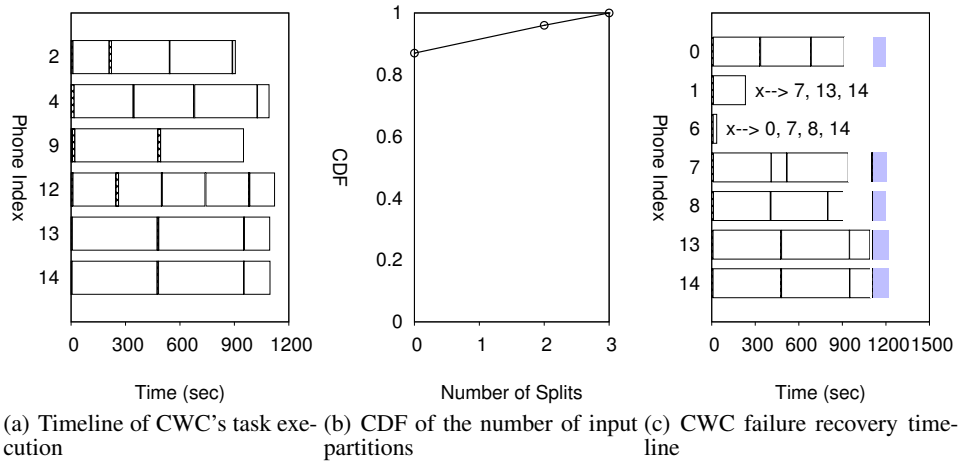 2
4
9
12
13
14
Phone Index
0 300 600 900 1200
Time (sec)
(a) Timeline of CWC's task exe-
cution
1
0.8
0.6
0.4
0.2
0
CDF
0 1 2 3
Number of Splits
(b) CDF of the number of input
partitions
0
1 x--> 7, 13, 14
6 x--> 0, 7, 8, 14
7
8
13
14
Phone Index
0 300 600 900 1200 1500
Time (sec)
(c) CWC failure recovery time-
line